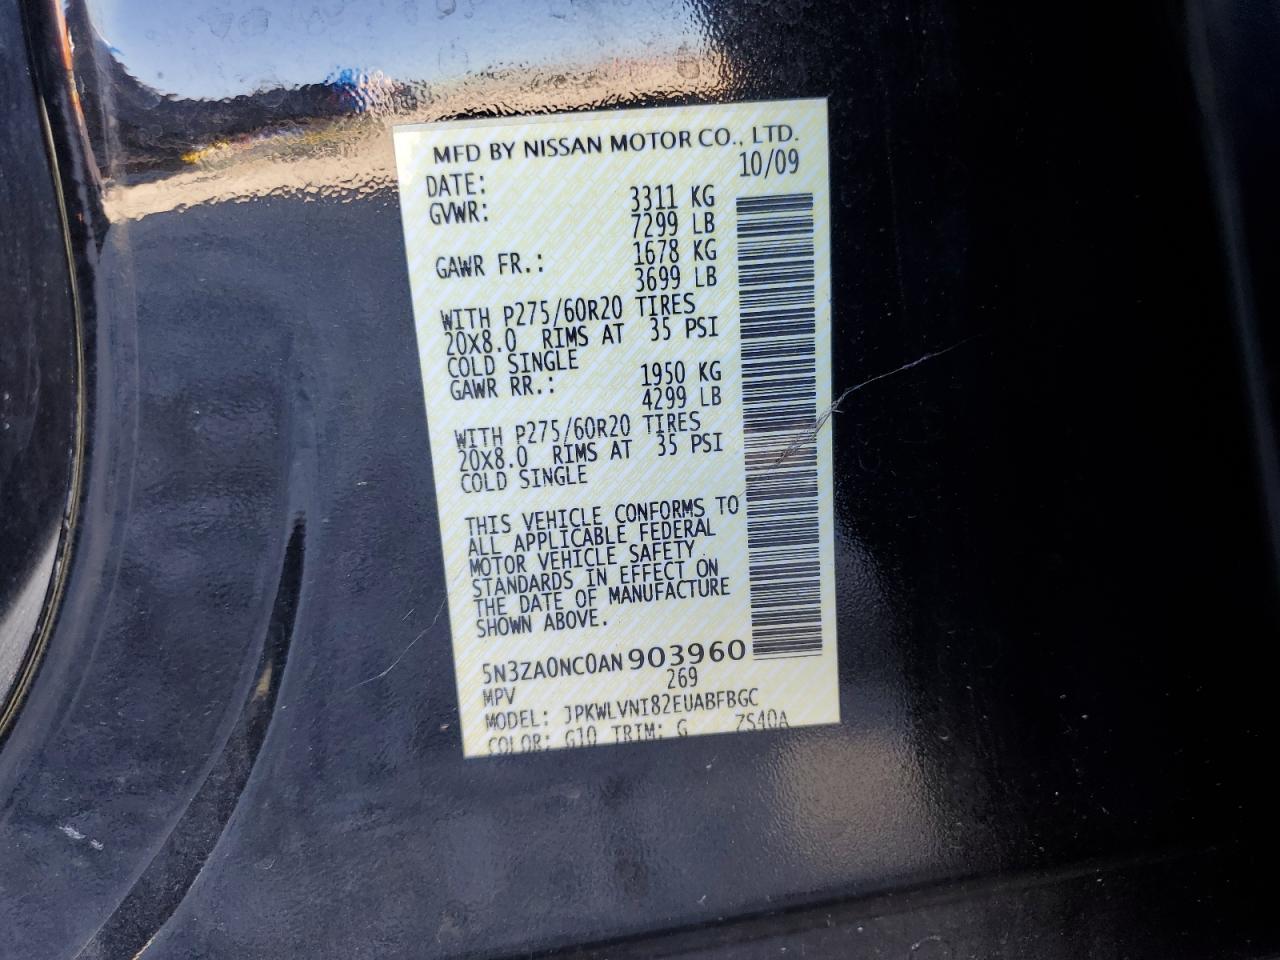 MFD BY NISSAN MOTOR CO., LTD.
DATE: 10/09
GVWR: 3311 KG
7299 LB
GAWR FR.: 1678 KG
3699 LB
WITH P275/60R20 TIRES
20X8.0 RIMS AT 35 PSI
COLD SINGLE
GAWR RR.: 1950 KG
4299 LB
WITH P275/60R20 TIRES
20X8.0 RIMS AT 35 PSI
COLD SINGLE
THIS VEHICLE CONFORMS TO
ALL APPLICABLE FEDERAL
MOTOR VEHICLE SAFETY
STANDARDS IN EFFECT ON
THE DATE OF MANUFACTURE
SHOWN ABOVE.
5N3ZA0NC0AN903960
MPV 269
MODEL: JPKWLVNI82EUABFBGC
COLOR: G10 TRIM: G ZS40A